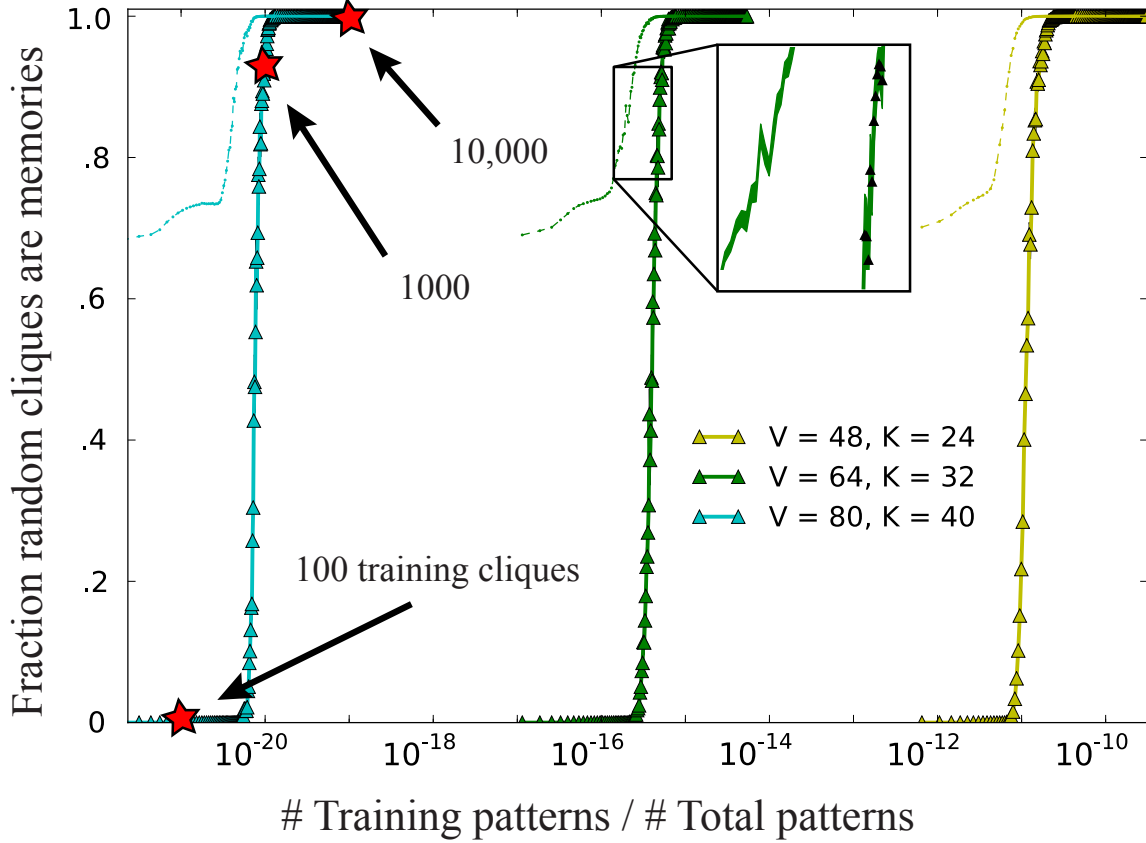 Fraction random cliques are memories
1.0
.8
.6
.4
.2
0
10,000
1000
100 training cliques
V = 48, K = 24
V = 64, K = 32
V = 80, K = 40
10^-20 10^-18 10^-16 10^-14 10^-12 10^-10
# Training patterns / # Total patterns